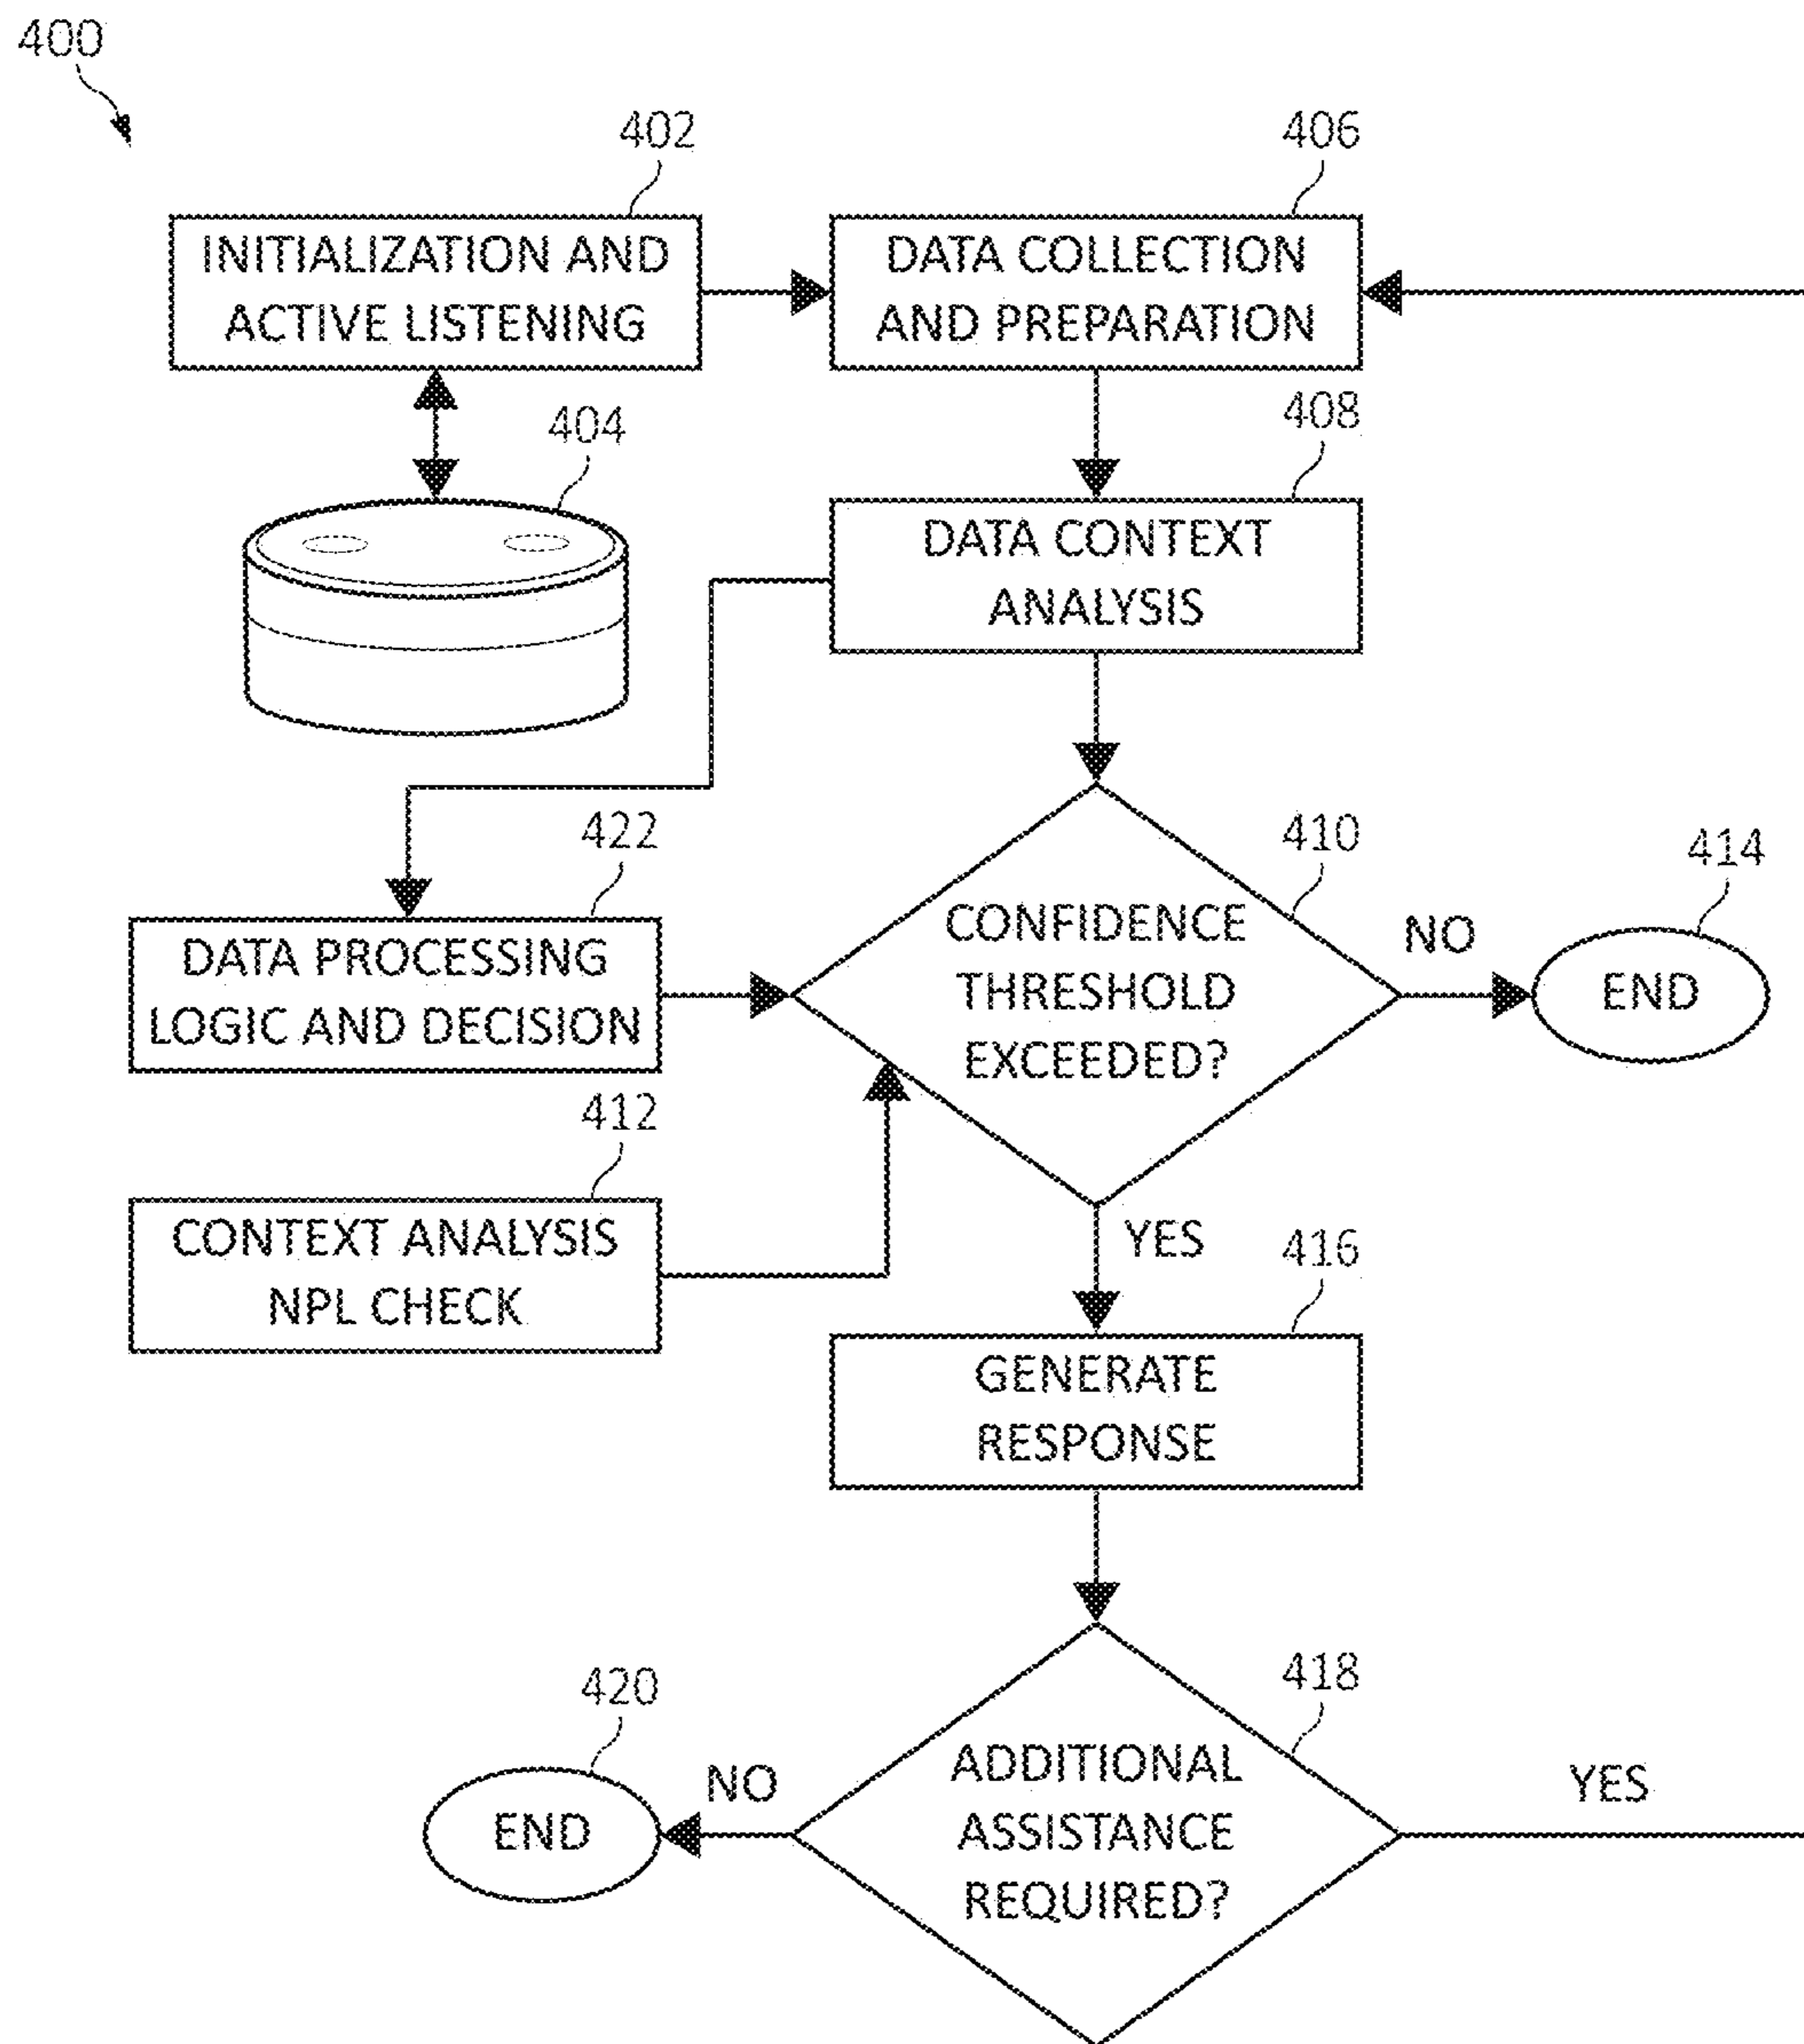 400
402
INITIALIZATION AND
ACTIVE LISTENING
406
DATA COLLECTION
AND PREPARATION
404
408
DATA CONTEXT
ANALYSIS
422
DATA PROCESSING
LOGIC AND DECISION
410
CONFIDENCE
THRESHOLD
EXCEEDED?
NO
414
END
412
CONTEXT ANALYSIS
NPL CHECK
YES
416
GENERATE
RESPONSE
418
ADDITIONAL
ASSISTANCE
REQUIRED?
420
NO
END
YES